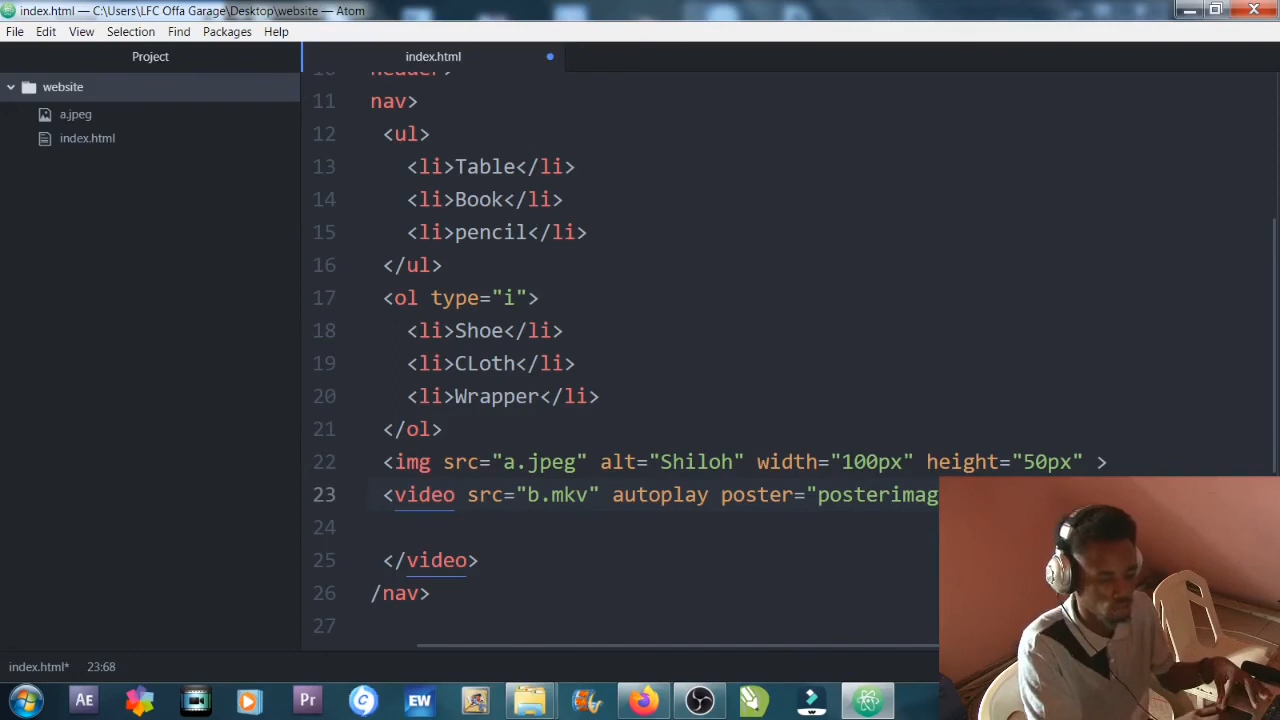 index.html — C:\Users\LFC Offa Garage\Desktop\website — Atom
File Edit View Selection Find Packages Help
Project
index.html
website
a.jpeg
index.html
11 nav>
12 <ul>
13 <li>Table</li>
14 <li>Book</li>
15 <li>pencil</li>
16 </ul>
17 <ol type="i">
18 <li>Shoe</li>
19 <li>CLoth</li>
20 <li>Wrapper</li>
21 </ol>
22 <img src="a.jpeg" alt="Shiloh" width="100px" height="50px" >
23 <video src="b.mkv" autoplay poster="posterimag
24
25 </video>
26 /nav>
27
index.html* 23:68
Ae Pr EW